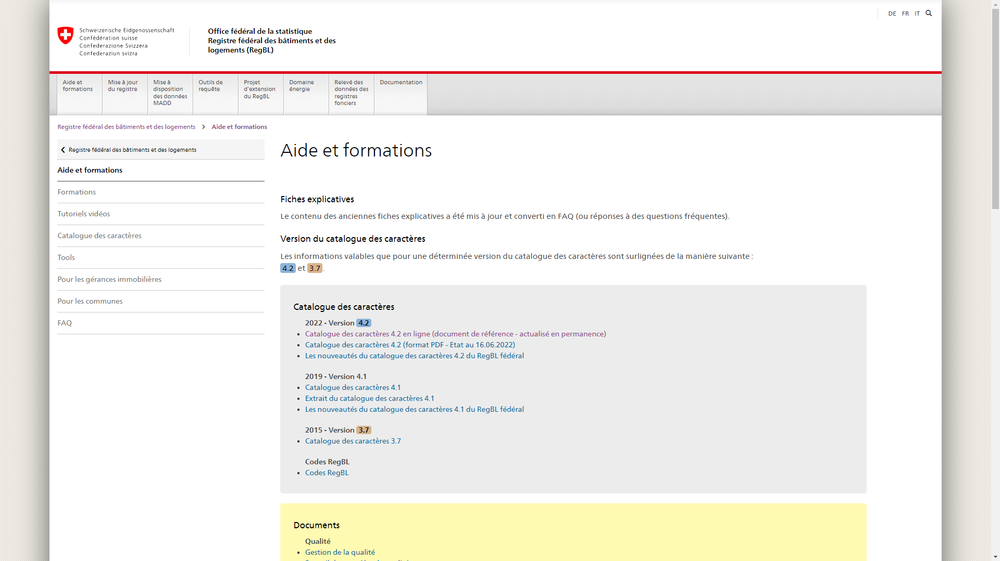 DE FR IT
Schweizerische Eidgenossenschaft
Confédération suisse
Confederazione Svizzera
Confederaziun svizra
Office fédéral de la statistique
Registre fédéral des bâtiments et des
logements (RegBL)
Aide et
formations
Mise à jour
du registre
Mise à
disposition
des données
MADD
Outils de
requête
Projet
d'extension
du RegBL
Domaine
énergie
Relevé des
données des
registres
fonciers
Documentation
Registre fédéral des bâtiments et des logements
Aide et formations
Registre fédéral des bâtiments et des logements
Aide et formations
Formations
Tutoriels vidéos
Catalogue des caractères
Tools
Pour les gérances immobilières
Pour les communes
FAQ
Aide et formations
Fiches explicatives
Le contenu des anciennes fiches explicatives a été mis à jour et converti en FAQ (ou réponses à des questions fréquentes).
Version du catalogue des caractères
Les informations valables que pour une déterminée version du catalogue des caractères sont surlignées de la manière suivante :
4.2 et 3.7.
Catalogue des caractères
2022 - Version 4.2
Catalogue des caractères 4.2 en ligne (document de référence - actualisé en permanence)
Catalogue des caractères 4.2 (format PDF - Etat au 16.06.2022)
Les nouveautés du catalogue des caractères 4.2 du RegBL fédéral
2019 - Version 4.1
Catalogue des caractères 4.1
Extrait du catalogue des caractères 4.1
Les nouveautés du catalogue des caractères 4.1 du RegBL fédéral
2015 - Version 3.7
Catalogue des caractères 3.7
Codes RegBL
Codes RegBL
Documents
Qualité
Gestion de la qualité